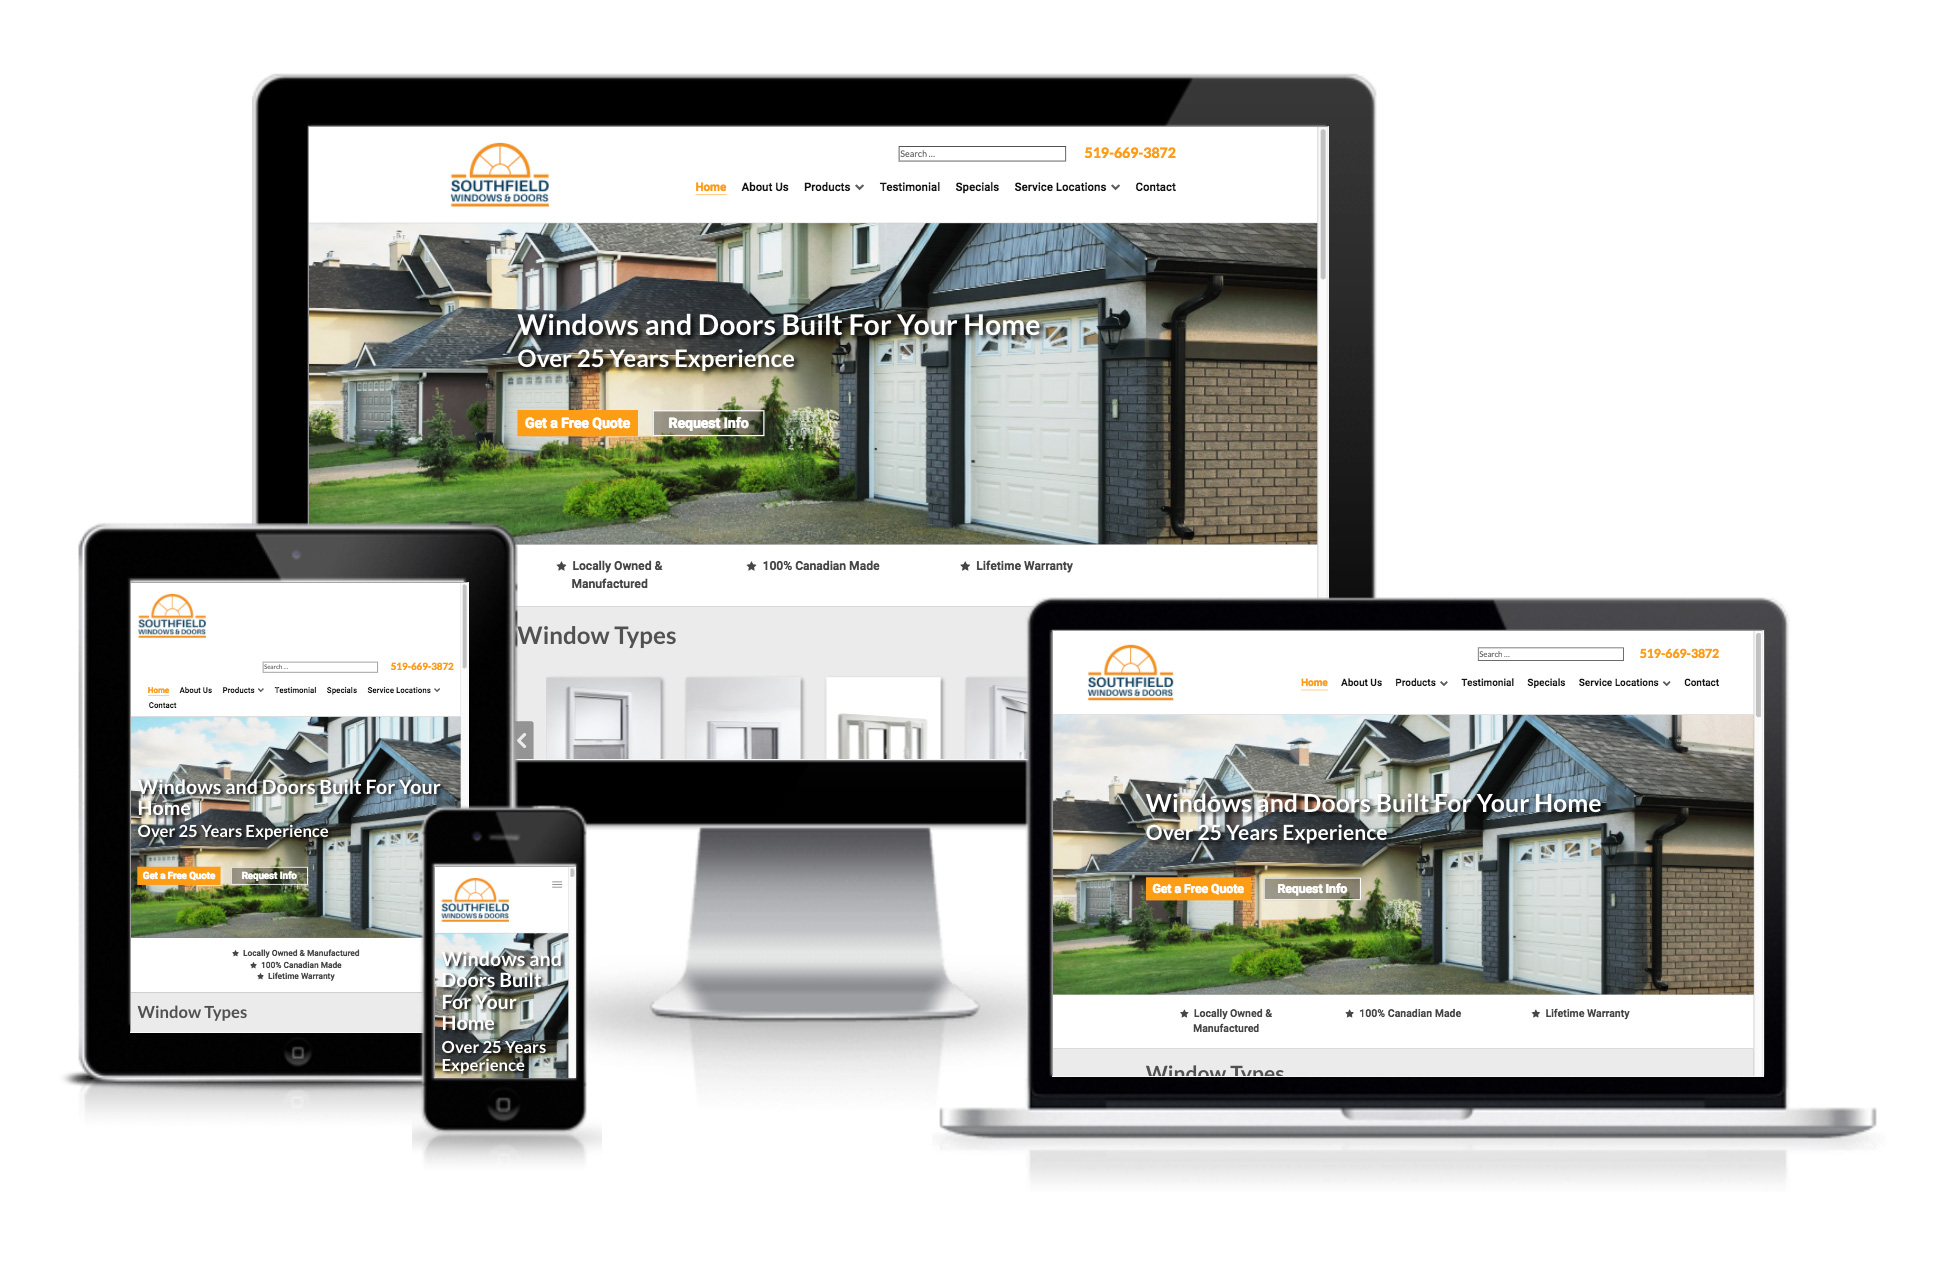 SOUTHFIELD
WINDOWS & DOORS
Search ...
519-669-3872
Home About Us Products Testimonial Specials Service Locations Contact
Windows and Doors Built For Your Home
Over 25 Years Experience
Get a Free Quote Request Info
Locally Owned &
Manufactured
100% Canadian Made
Lifetime Warranty
Window Types
SOUTHFIELD
WINDOWS & DOORS
Search ...
519-669-3872
Home About Us Products Testimonial Specials Service Locations
Contact
Windows and Doors Built For Your
Home
Over 25 Years Experience
Get a Free Quote Request Info
Locally Owned & Manufactured
100% Canadian Made
Lifetime Warranty
Window Types
SOUTHFIELD
WINDOWS & DOORS
Windows and
Doors Built
For Your
Home
Over 25 Years
Experience
SOUTHFIELD
WINDOWS & DOORS
Search ...
519-669-3872
Home About Us Products Testimonial Specials Service Locations Contact
Windows and Doors Built For Your Home
Over 25 Years Experience
Get a Free Quote Request Info
Locally Owned &
Manufactured
100% Canadian Made
Lifetime Warranty
Window Types